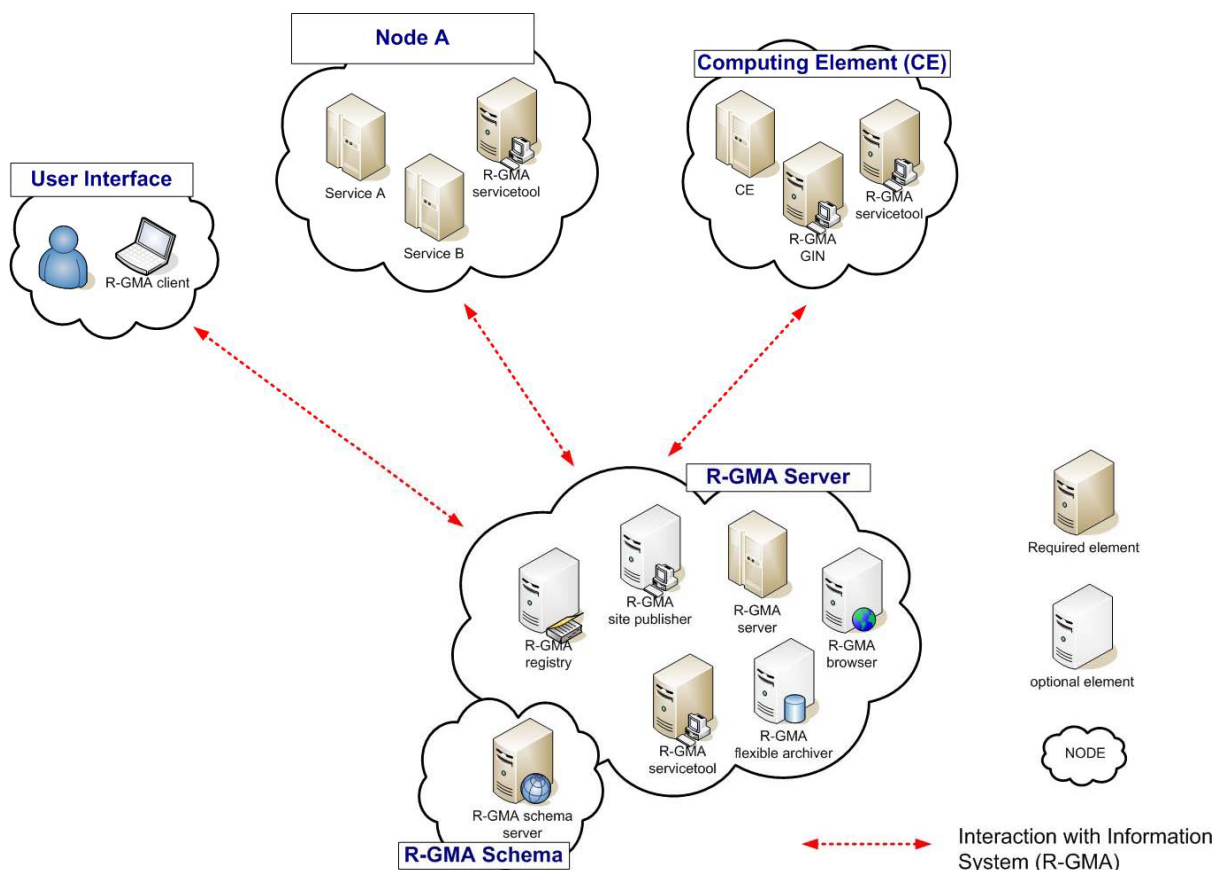 Node A
Computing Element (CE)
User Interface
Service A
R-GMA
servicetool
Service B
CE
R-GMA
servicetool
R-GMA
GIN
R-GMA client
R-GMA Server
R-GMA
registry
R-GMA
site publisher
R-GMA
server
R-GMA
browser
R-GMA
servicetool
R-GMA
flexible archiver
R-GMA schema
server
R-GMA Schema
Required element
optional element
NODE
Interaction with Information
System (R-GMA)